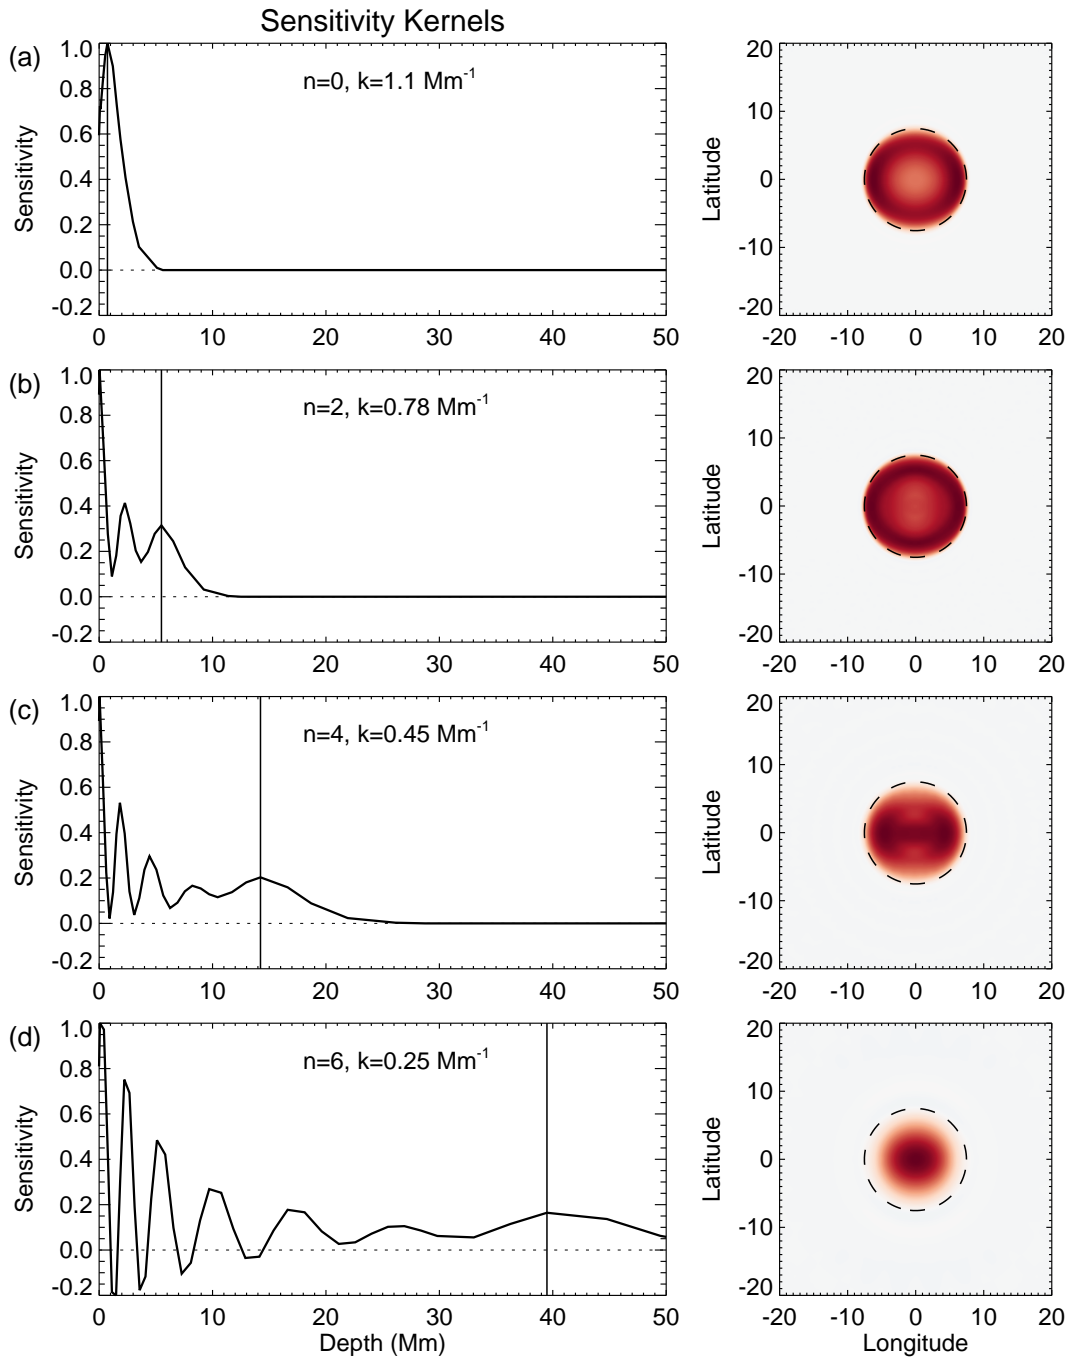 Sensitivity Kernels
(a)
n=0, k=1.1 Mm-1
Sensitivity
1.0
0.8
0.6
0.4
0.2
0.0
-0.2
0 10 20 30 40 50
Latitude
20
10
0
-10
-20
-20 -10 0 10 20
(b)
n=2, k=0.78 Mm-1
Sensitivity
1.0
0.8
0.6
0.4
0.2
0.0
-0.2
0 10 20 30 40 50
Latitude
20
10
0
-10
-20
-20 -10 0 10 20
(c)
n=4, k=0.45 Mm-1
Sensitivity
1.0
0.8
0.6
0.4
0.2
0.0
-0.2
0 10 20 30 40 50
Latitude
20
10
0
-10
-20
-20 -10 0 10 20
(d)
n=6, k=0.25 Mm-1
Sensitivity
1.0
0.8
0.6
0.4
0.2
0.0
-0.2
0 10 20 30 40 50
Depth (Mm)
Latitude
20
10
0
-10
-20
-20 -10 0 10 20
Longitude